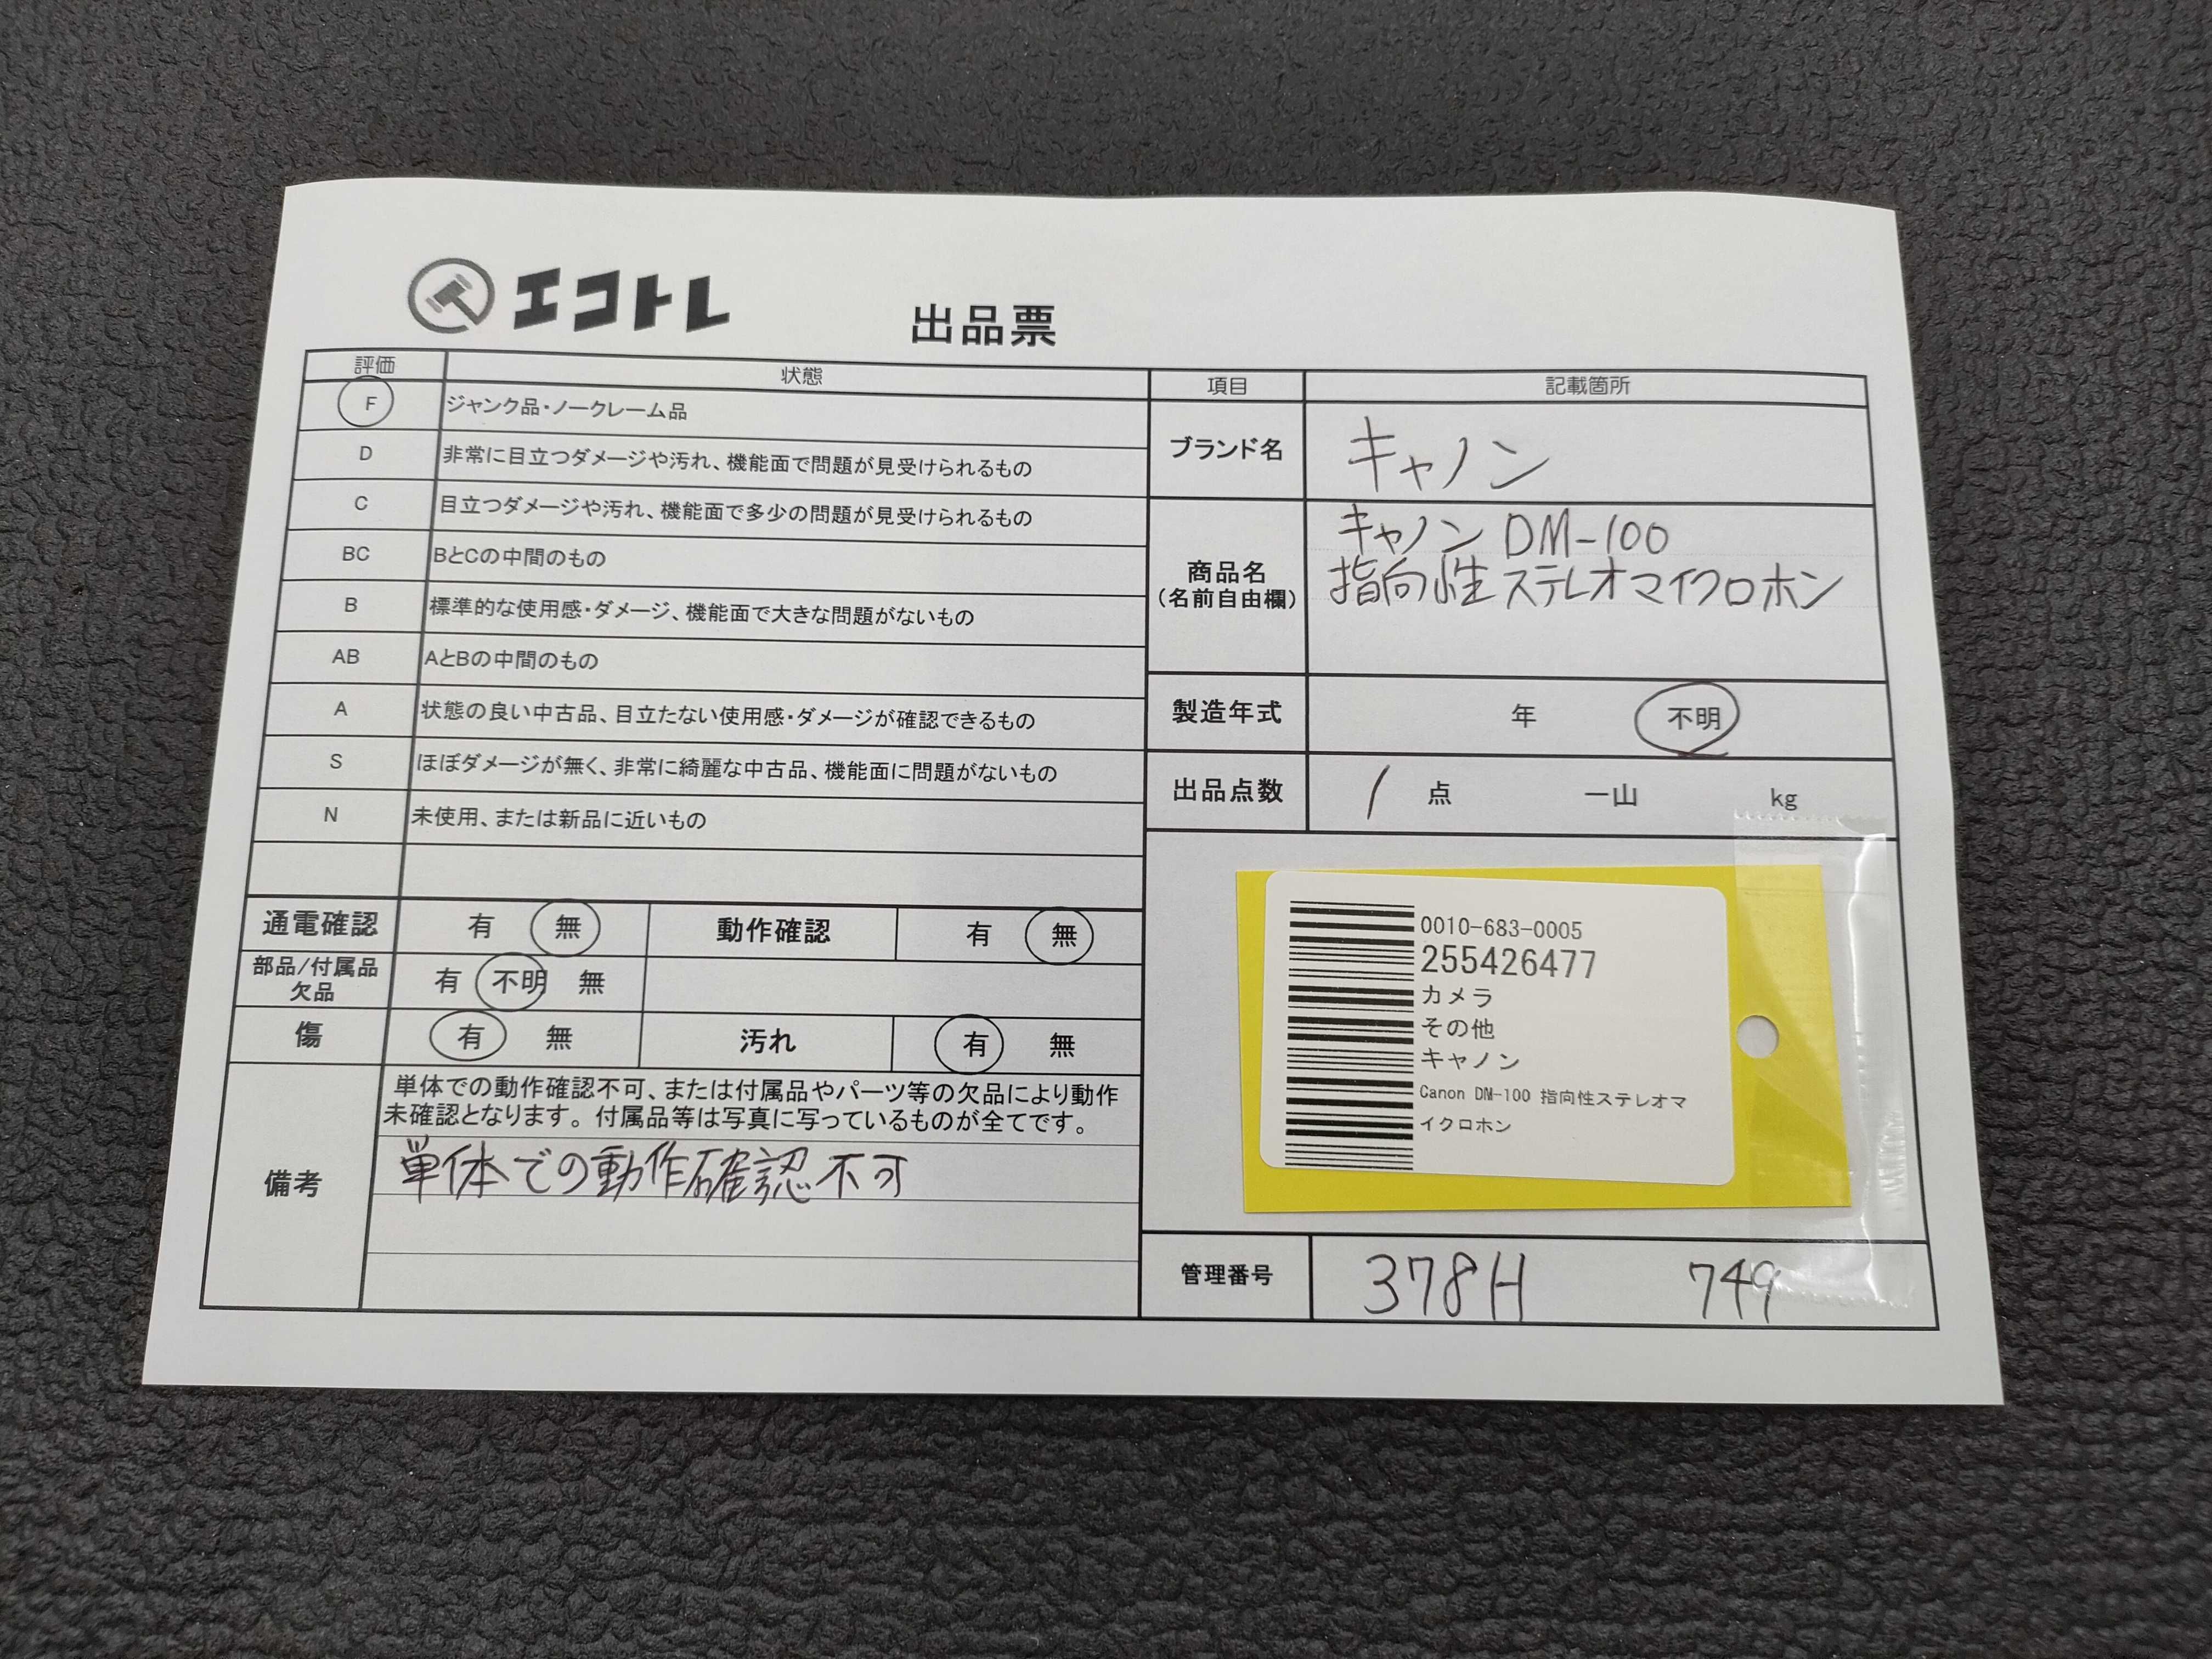 エコトレ
出品票
評価 状態
F ジャンク品・ノークレーム品
D 非常に目立つダメージや汚れ、機能面で問題が見受けられるもの
C 目立つダメージや汚れ、機能面で多少の問題が見受けられるもの
BC BとCの中間のもの
B 標準的な使用感・ダメージ、機能面で大きな問題がないもの
AB AとBの中間のもの
A 状態の良い中古品、目立たない使用感・ダメージが確認できるもの
S ほぼダメージが無く、非常に綺麗な中古品、機能面に問題がないもの
N 未使用、または新品に近いもの
通電確認 有 無 動作確認 有 無
部品/付属品
欠品
有 不明 無
傷 有 無 汚れ 有 無
備考
単体での動作確認不可、または付属品やパーツ等の欠品により動作
未確認となります。付属品等は写真に写っているものが全てです。
単体での動作確認不可
項目 記載箇所
ブランド名 キャノン
商品名
(名前自由欄)
キャノン DM-100
指向性ステレオマイクロホン
製造年式 年 不明
出品点数 1 点 一山 kg
0010-683-0005
255426477
カメラ
その他
キャノン
Canon DM-100 指向性ステレオマ
イクロホン
管理番号 378H 749